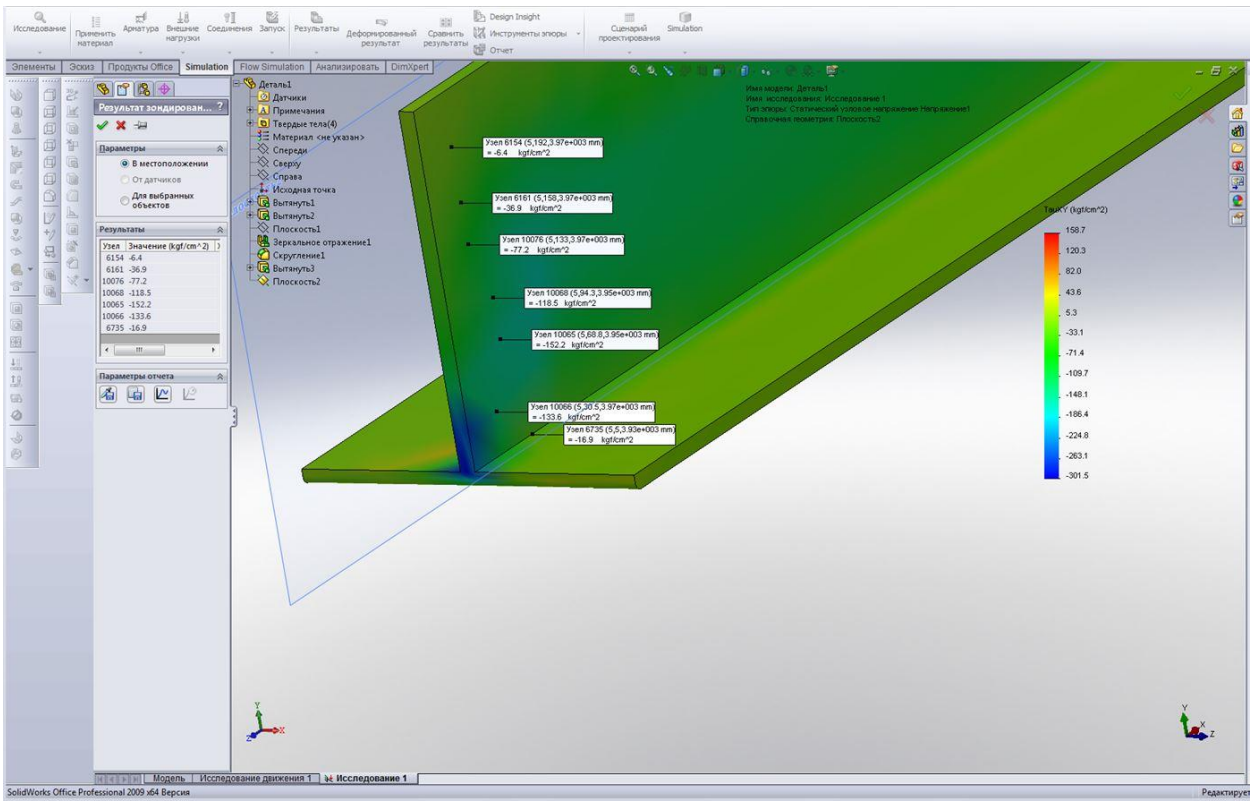 Исследование
Применить материал
Арматура
Внешние нагрузки
Соединения
Запуск
Результаты
Деформированный результат
Сравнить результаты
Design Insight
Инструменты эпюры
Отчет
Сценарий проектирования
Simulation
Элементы
Эскиз
Продукты Office
Simulation
Flow Simulation
Анализировать
DimXpert
Результат зондирован... ?
Параметры
В местоположении
От датчиков
Для выбранных объектов
Результаты
Узел Значение (kgf/cm^2)
6154 -6.4
6161 -36.9
10076 -77.2
10068 -118.5
10065 -152.2
10066 -133.6
6735 -16.9
Параметры отчета
Деталь1
Датчики
Примечания
Твердые тела(4)
Материал <не указан>
Спереди
Сверху
Справа
Исходная точка
Вытянуть1
Вытянуть2
Плоскость1
Зеркальное отражение1
Скругление1
Вытянуть3
Плоскость2
Имя модели: Деталь1
Имя исследования: Исследование 1
Тип эпюры: Статический узловое напряжение Напряжение1
Справочная геометрия: Плоскость2
Узел 6154 (5,192,3.97e+003 mm)
= -6.4 kgf/cm^2
Узел 6161 (5,158,3.97e+003 mm)
= -36.9 kgf/cm^2
Узел 10076 (5,133,3.97e+003 mm)
= -77.2 kgf/cm^2
Узел 10068 (5,94.3,3.95e+003 mm)
= -118.5 kgf/cm^2
Узел 10065 (5,68.8,3.95e+003 mm)
= -152.2 kgf/cm^2
Узел 10066 (5,30.5,3.97e+003 mm)
= -133.6 kgf/cm^2
Узел 6735 (5,5,3.93e+003 mm)
= -16.9 kgf/cm^2
TauXY (kgf/cm^2)
158.7
120.3
82.0
43.6
5.3
-33.1
-71.4
-109.7
-148.1
-186.4
-224.8
-263.1
-301.5
Y
X
Z
Y
X
Z
Модель
Исследование движения 1
Исследование 1
SolidWorks Office Professional 2009 x64 Версия
Редактирует